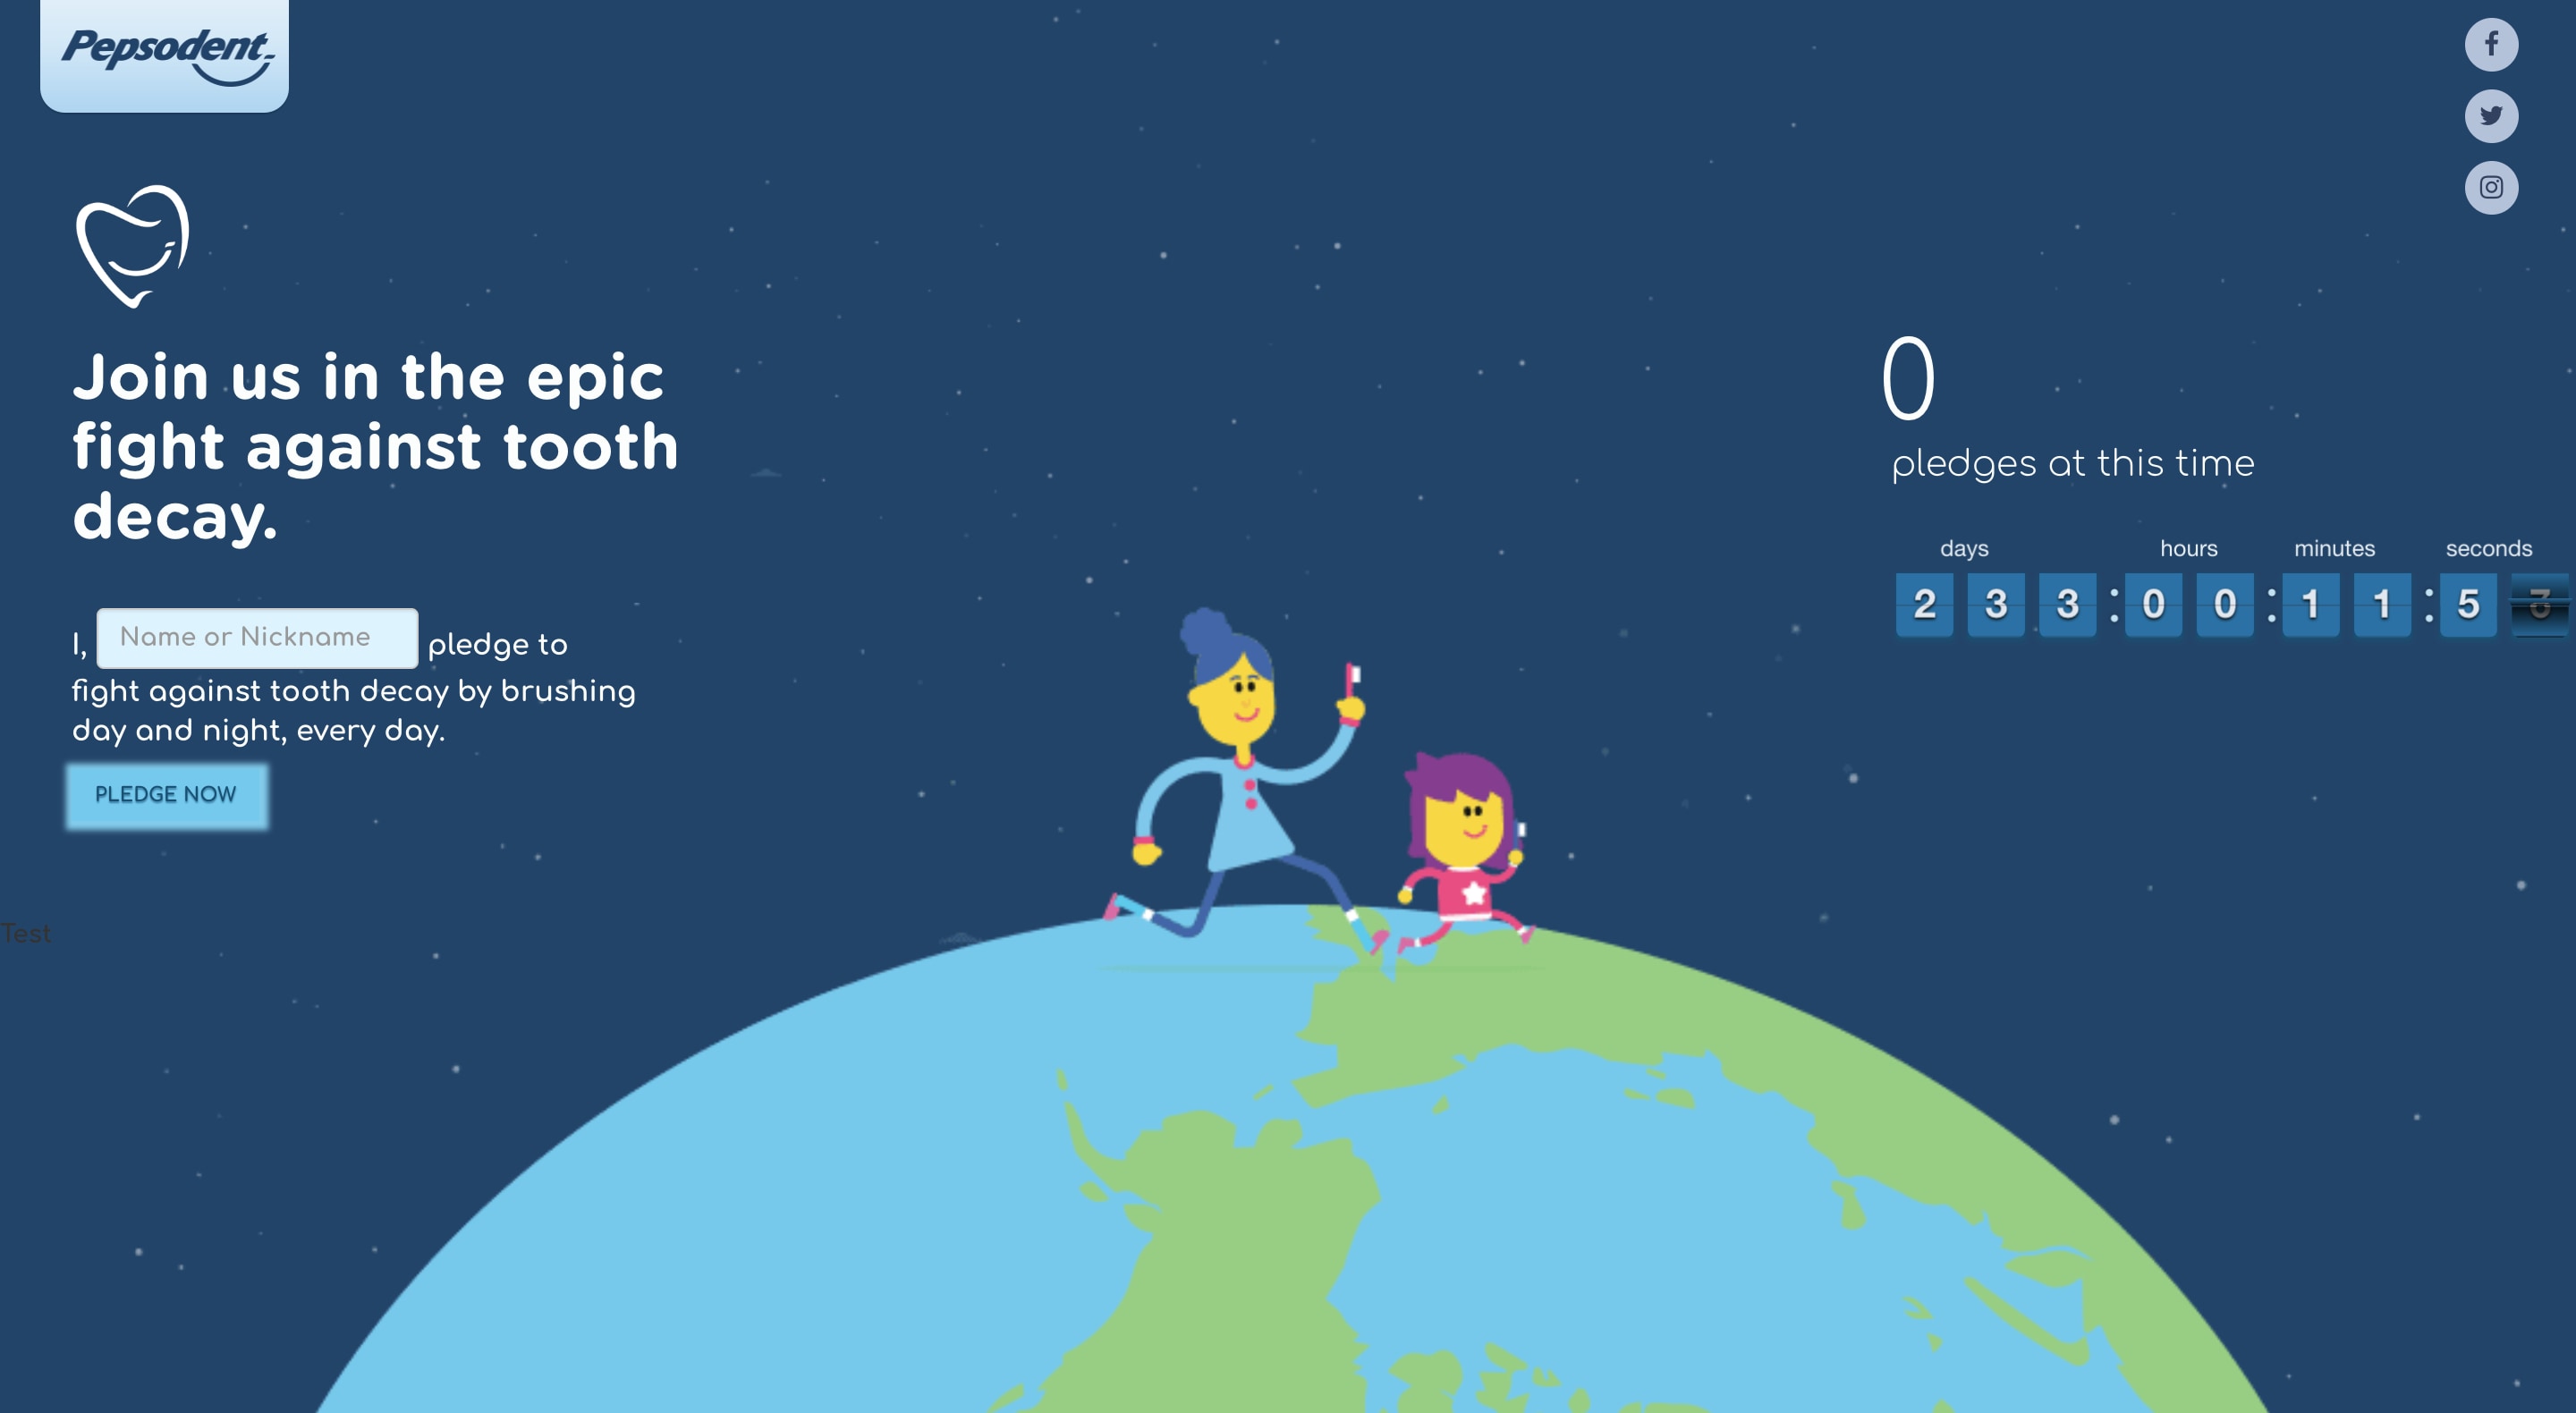 Pepsodent
Join us in the epic
fight against tooth
decay.
I, Name or Nickname pledge to
fight against tooth decay by brushing
day and night, every day.
PLEDGE NOW
Test
0
pledges at this time
days hours minutes seconds
2 3 3 : 0 0 : 1 1 : 5